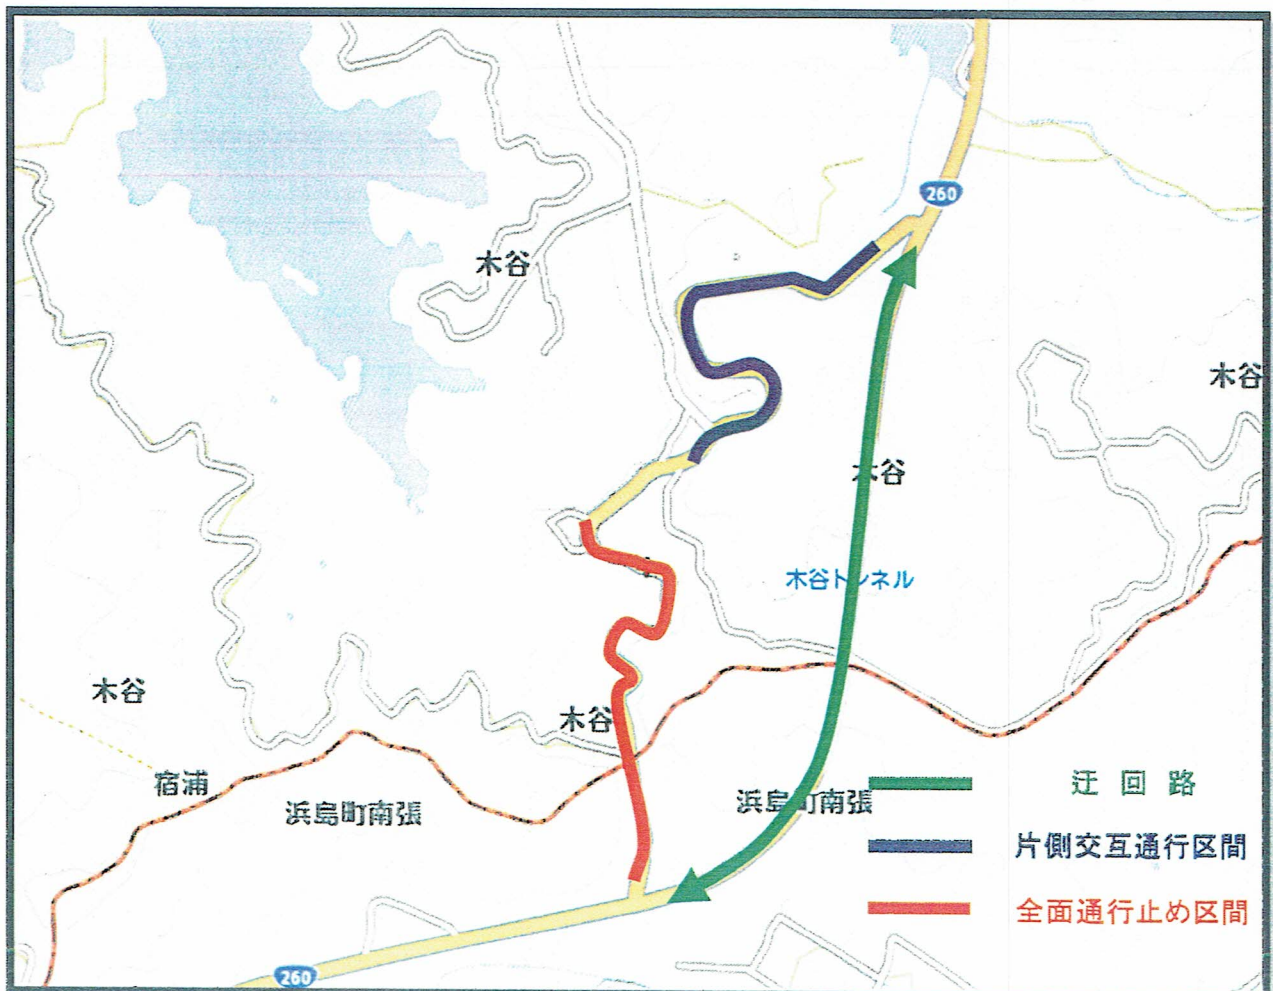 260
木谷
木谷
木谷
木谷トンネル
木谷
木谷
宿浦
浜島町南張
浜島町南張
迂回路
片側交互通行区間
全面通行止め区間
260